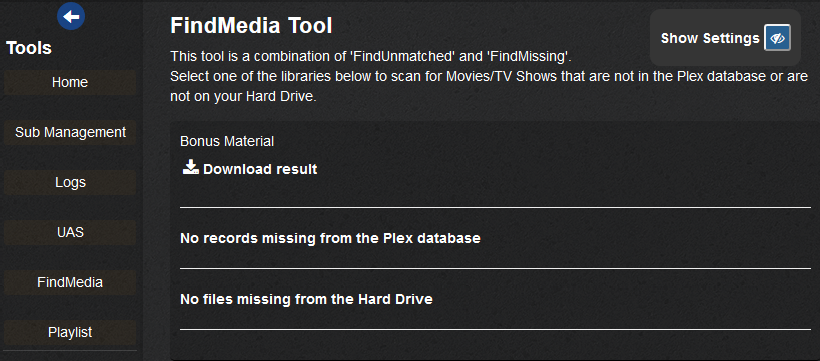 Tools
Home
Sub Management
Logs
UAS
FindMedia
Playlist
FindMedia Tool
Show Settings
This tool is a combination of 'FindUnmatched' and 'FindMissing'.
Select one of the libraries below to scan for Movies/TV Shows that are not in the Plex database or are
not on your Hard Drive.
Bonus Material
Download result
No records missing from the Plex database
No files missing from the Hard Drive